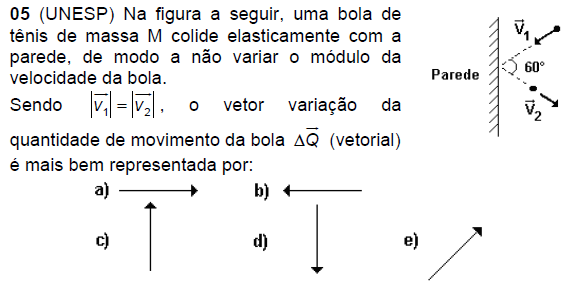 05 (UNESP) Na figura a seguir, uma bola de
tênis de massa M colide elasticamente com a
parede, de modo a não variar o módulo da
velocidade da bola.
Sendo |V₁|=|V₂|, o vetor variação da
quantidade de movimento da bola ΔQ (vetorial)
é mais bem representada por:
V₁
Parede
60°
V₂
a)
b)
c)
d)
e)